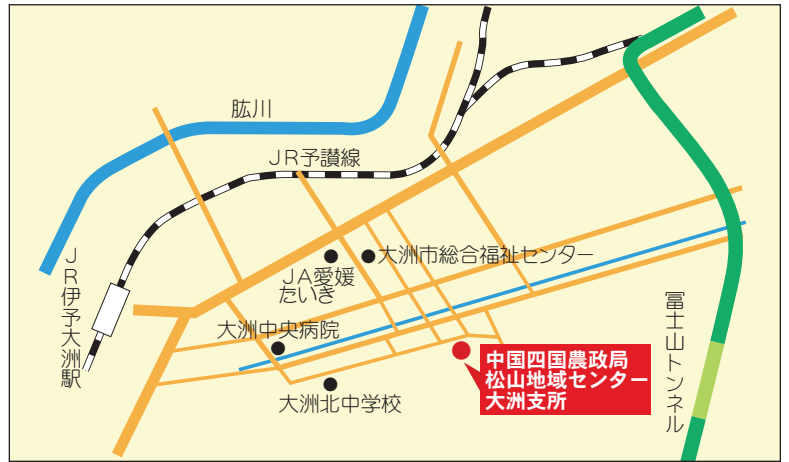 肱川
JR予讃線
大洲市総合福祉センター
JA愛媛
たいき
JR伊予大洲駅
大洲中央病院
冨士山トンネル
中国四国農政局
松山地域センター
大洲支所
大洲北中学校